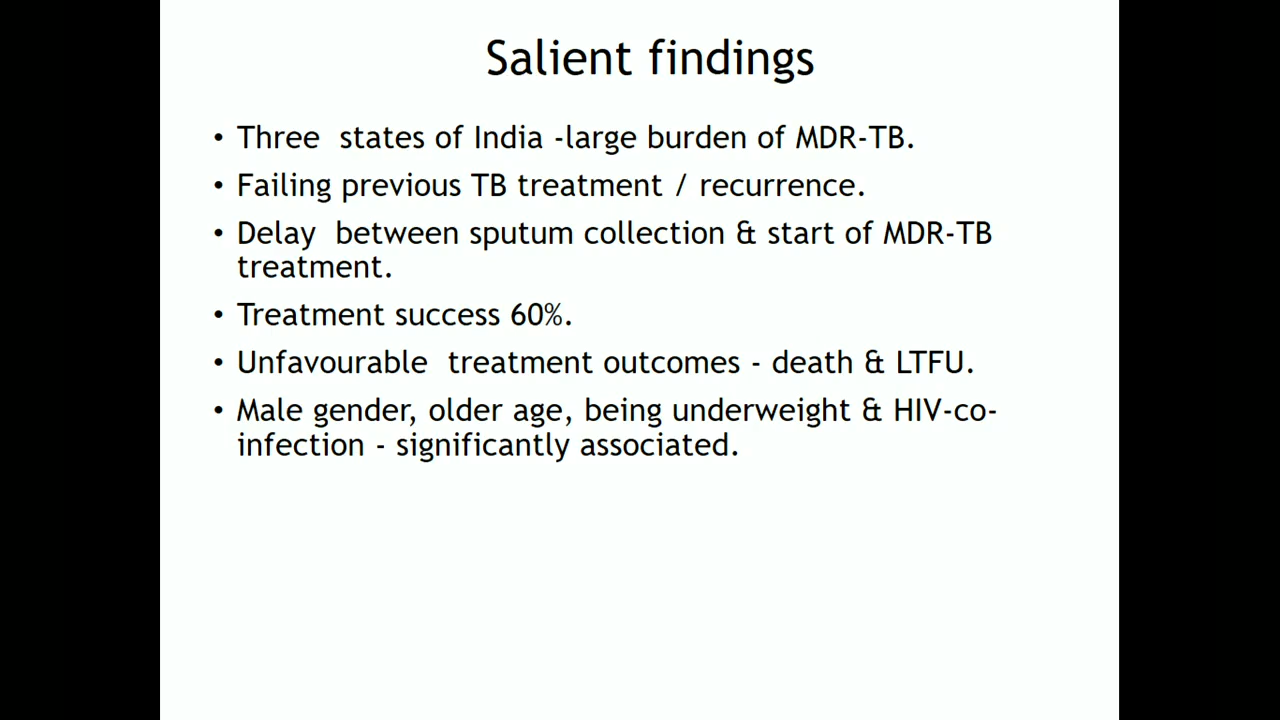 Salient findings
• Three  states of India -large burden of MDR-TB.
• Failing previous TB treatment / recurrence.
• Delay  between sputum collection & start of MDR-TB
treatment.
• Treatment success 60%.
• Unfavourable  treatment outcomes - death & LTFU.
• Male gender, older age, being underweight & HIV-co-
infection - significantly associated.